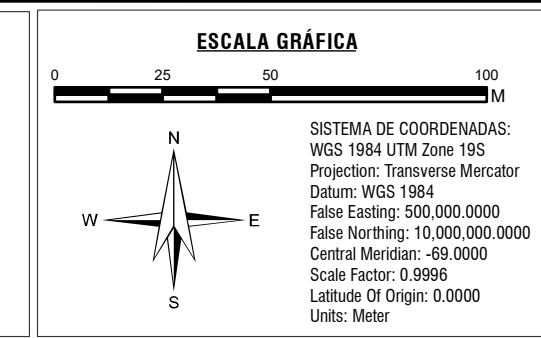 ESCALA GRÁFICA
0 25 50 100
M
N
W E
S
SISTEMA DE COORDENADAS:
WGS 1984 UTM Zone 19S
Projection: Transverse Mercator
Datum: WGS 1984
False Easting: 500,000.0000
False Northing: 10,000,000.0000
Central Meridian: -69.0000
Scale Factor: 0.9996
Latitude Of Origin: 0.0000
Units: Meter